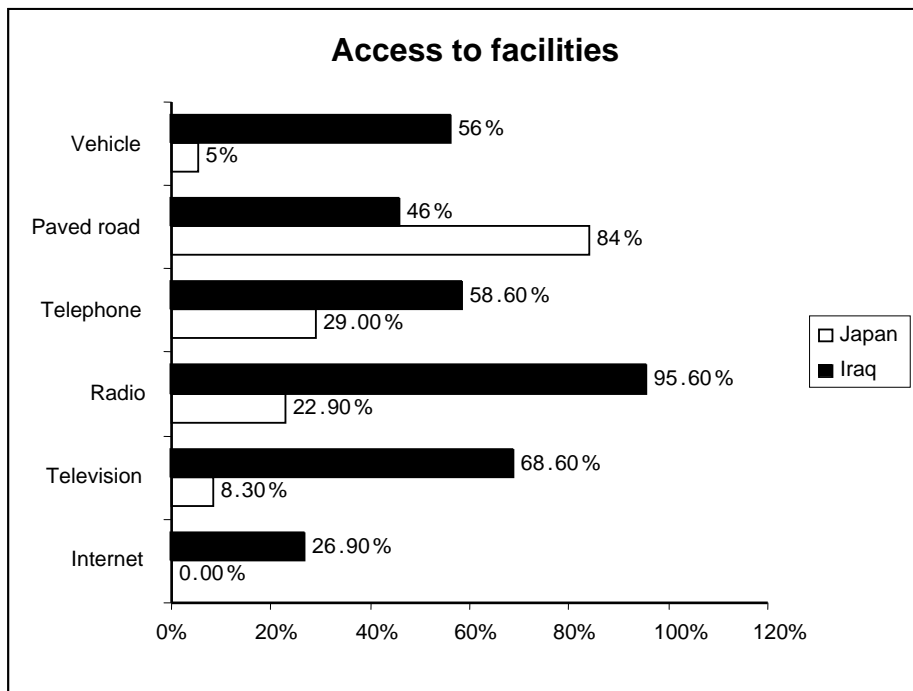 Access to facilities
Vehicle
56%
5%
Paved road
46%
84%
Telephone
58.60%
29.00%
Radio
95.60%
22.90%
Television
68.60%
8.30%
Internet
26.90%
0.00%
Japan
Iraq
0% 20% 40% 60% 80% 100% 120%